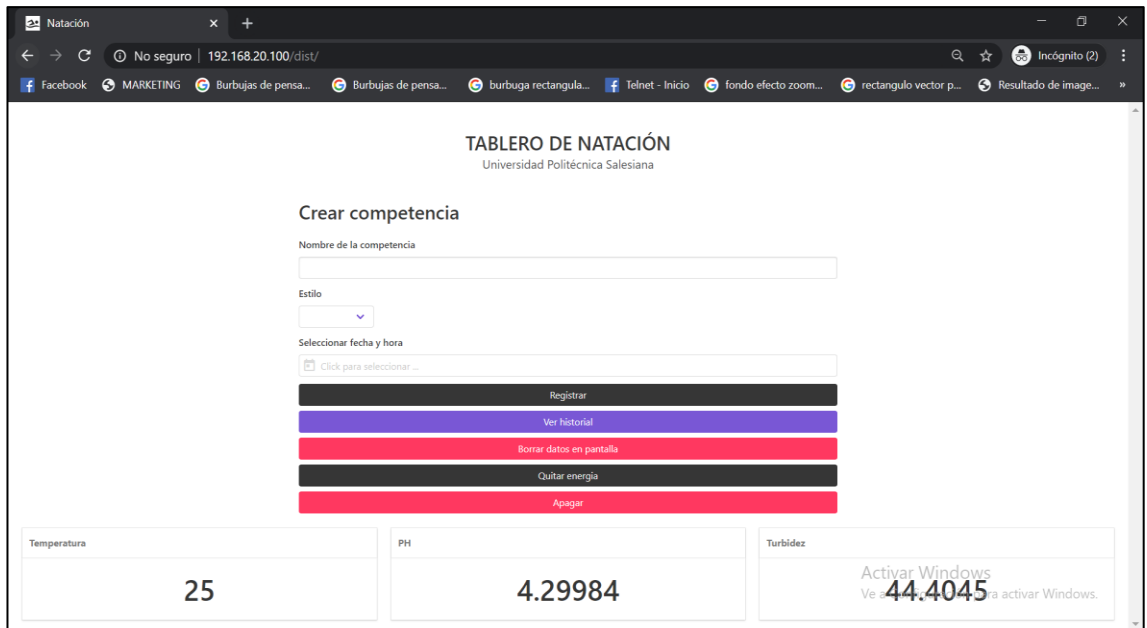 Natación
No seguro | 192.168.20.100/dist/ Incógnito (2)
Facebook MARKETING Burbujas de pensa... Burbujas de pensa... burbuga rectangula... Telnet - Inicio fondo efecto zoom... rectangulo vector p... Resultado de image... »
TABLERO DE NATACIÓN
Universidad Politécnica Salesiana
Crear competencia
Nombre de la competencia
Estilo
Seleccionar fecha y hora
Click para seleccionar ...
Registrar
Ver historial
Borrar datos en pantalla
Quitar energia
Apagar
Temperatura PH Turbidez
25 4.29984 44.4045
Activar Windows
Ve a para activar Windows.